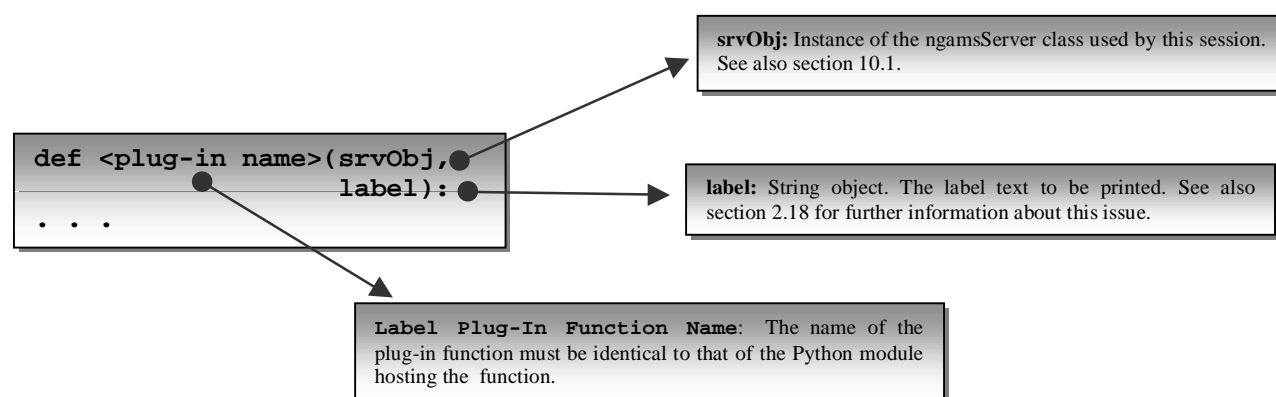 srvObj: Instance of the ngamsServer class used by this session.
See also section 10.1.
def <plug-in name>(srvObj,
label):
. . .
label: String object. The label text to be printed. See also
section 2.18 for further information about this issue.
Label Plug-In Function Name: The name of the
plug-in function must be identical to that of the Python module
hosting the function.